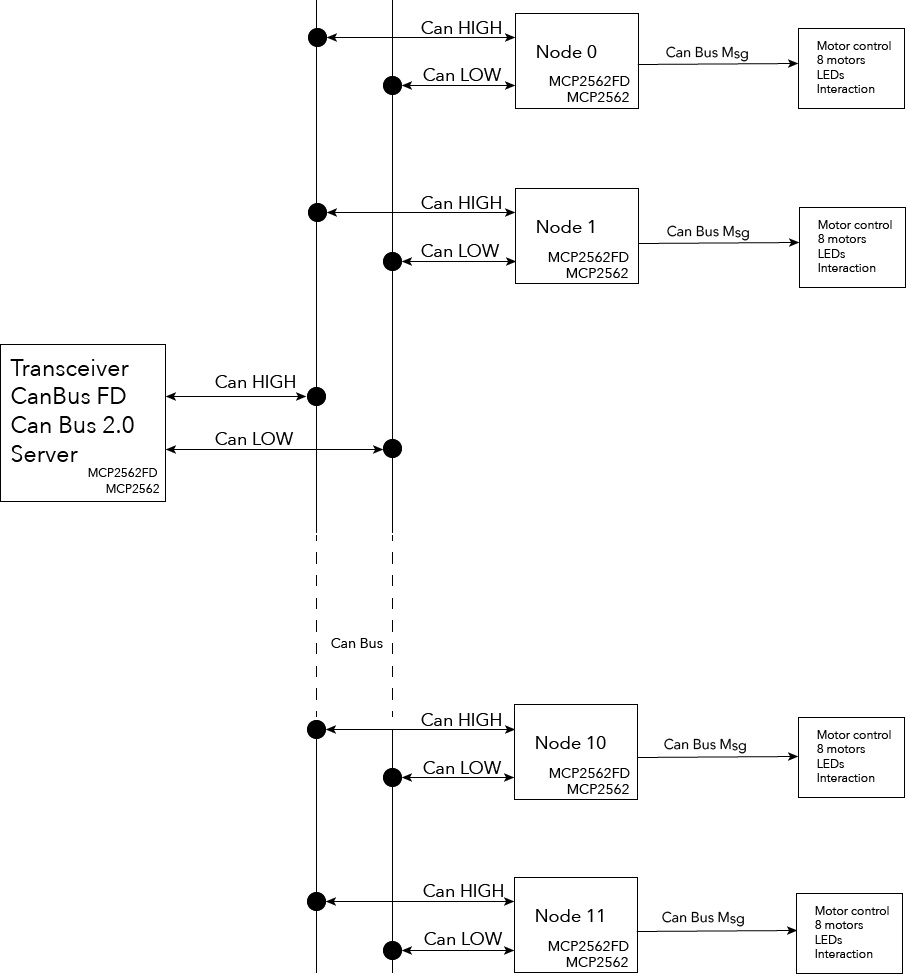 Can HIGH
Can LOW
Node 0
MCP2562FD
MCP2562
Can Bus Msg
Motor control
8 motors
LEDs
Interaction
Can HIGH
Can LOW
Node 1
MCP2562FD
MCP2562
Can Bus Msg
Motor control
8 motors
LEDs
Interaction
Transceiver
CanBus FD
Can Bus 2.0
Server
MCP2562FD
MCP2562
Can HIGH
Can LOW
Can Bus
Can HIGH
Can LOW
Node 10
MCP2562FD
MCP2562
Can Bus Msg
Motor control
8 motors
LEDs
Interaction
Can HIGH
Can LOW
Node 11
MCP2562FD
MCP2562
Can Bus Msg
Motor control
8 motors
LEDs
Interaction